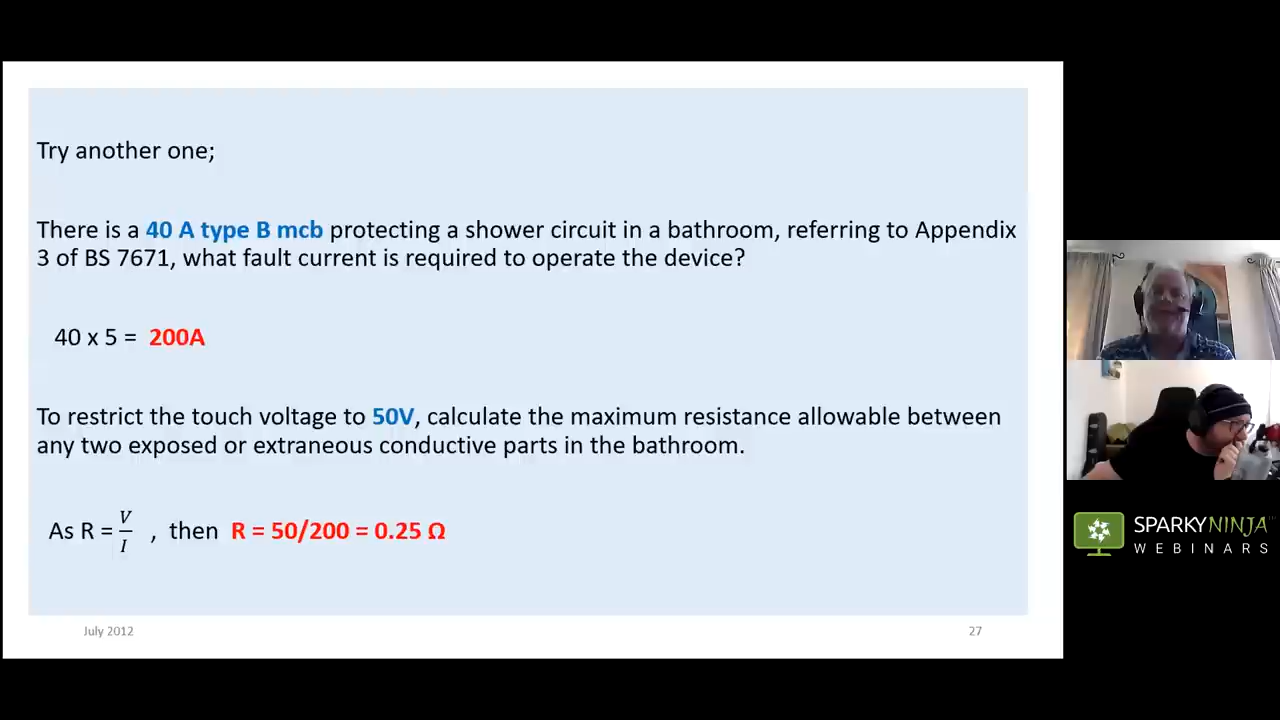 Try another one;
There is a 40 A type B mcb protecting a shower circuit in a bathroom, referring to Appendix
3 of BS 7671, what fault current is required to operate the device?
40 x 5 = 200A
To restrict the touch voltage to 50V, calculate the maximum resistance allowable between
any two exposed or extraneous conductive parts in the bathroom.
As R = V/I , then R = 50/200 = 0.25 Ω
July 2012
27
SPARKYNINJA
WEBINARS